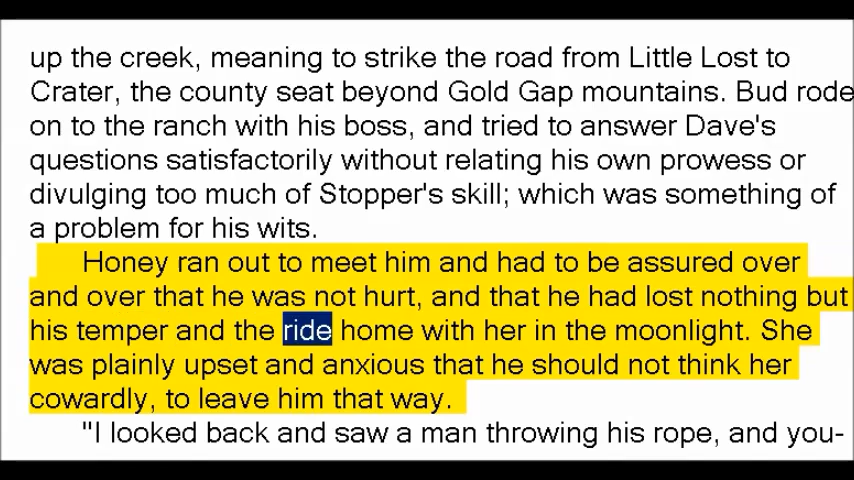 up the creek, meaning to strike the road from Little Lost to
Crater, the county seat beyond Gold Gap mountains. Bud rode
on to the ranch with his boss, and tried to answer Dave's
questions satisfactorily without relating his own prowess or
divulging too much of Stopper's skill; which was something of
a problem for his wits.
Honey ran out to meet him and had to be assured over
and over that he was not hurt, and that he had lost nothing but
his temper and the ride home with her in the moonlight. She
was plainly upset and anxious that he should not think her
cowardly, to leave him that way.
"I looked back and saw a man throwing his rope, and you-